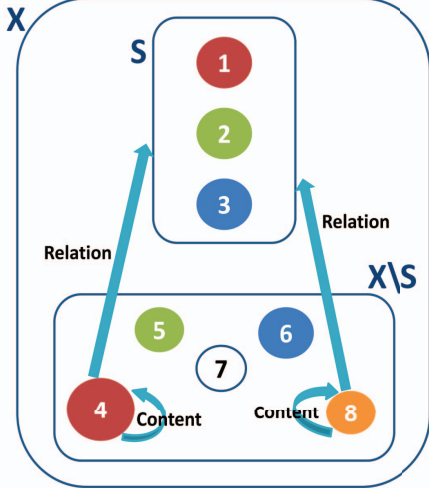 X
S
1
2
3
Relation
Relation
X\S
5
6
7
4
Content
Content
8